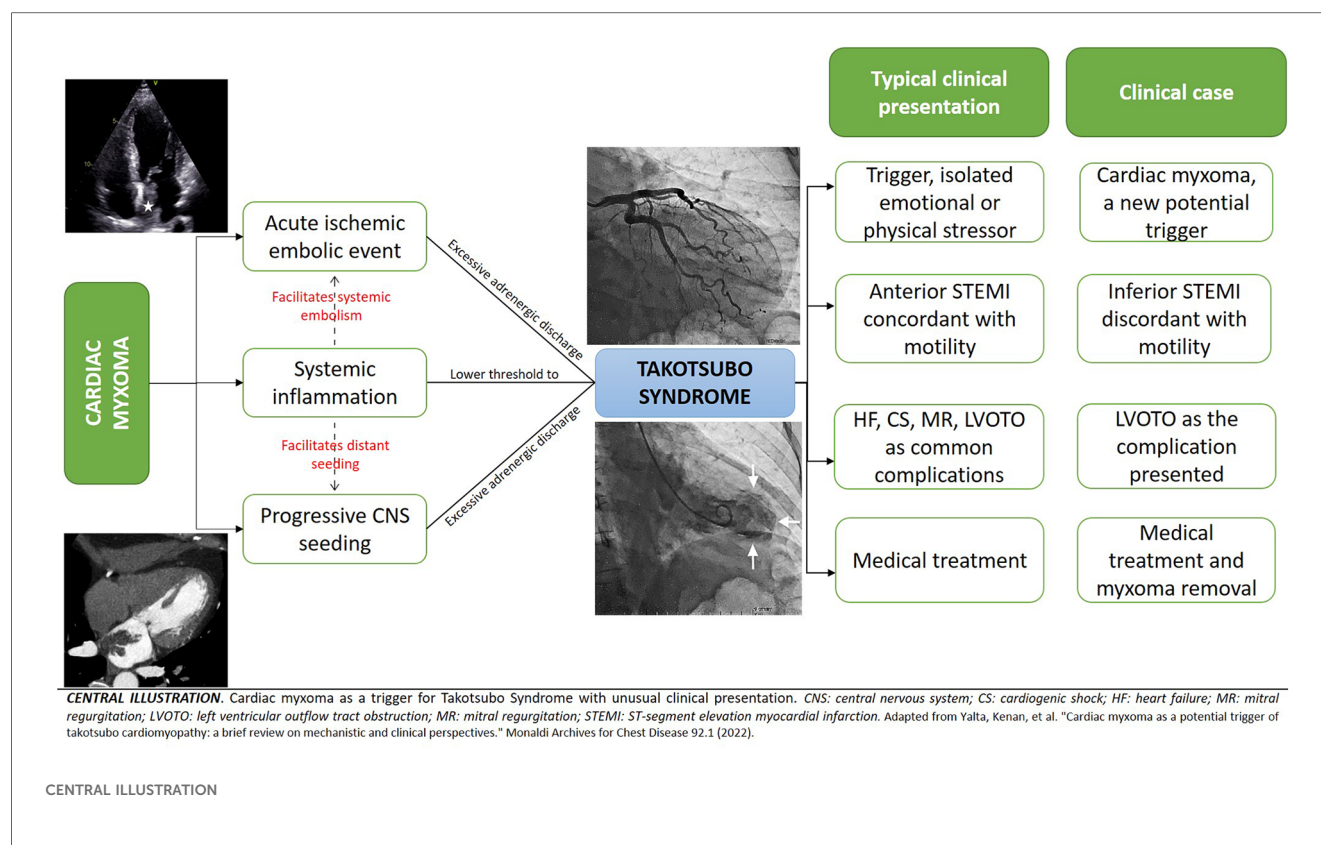 Typical clinical
presentation
Clinical case
V
5
10
CARDIAC
MYXOMA
Acute ischemic
embolic event
Facilitates systemic
embolism
Systemic
inflammation
Facilitates distant
seeding
Progressive CNS
seeding
Excessive adrenergic discharge
Lower threshold to
Excessive adrenergic discharge
TAKOTSUBO
SYNDROME
Trigger, isolated
emotional or
physical stressor
Cardiac myxoma,
a new potential
trigger
Anterior STEMI
concordant with
motility
Inferior STEMI
discordant with
motility
HF, CS, MR, LVOTO
as common
complications
LVOTO as the
complication
presented
Medical treatment
Medical
treatment and
myxoma removal
CENTRAL ILLUSTRATION. Cardiac myxoma as a trigger for Takotsubo Syndrome with unusual clinical presentation. CNS: central nervous system; CS: cardiogenic shock; HF: heart failure; MR: mitral
regurgitation; LVOTO: left ventricular outflow tract obstruction; MR: mitral regurgitation; STEMI: ST-segment elevation myocardial infarction. Adapted from Yalta, Kenan, et al. "Cardiac myxoma as a potential trigger of
takotsubo cardiomyopathy: a brief review on mechanistic and clinical perspectives." Monaldi Archives for Chest Disease 92.1 (2022).
CENTRAL ILLUSTRATION